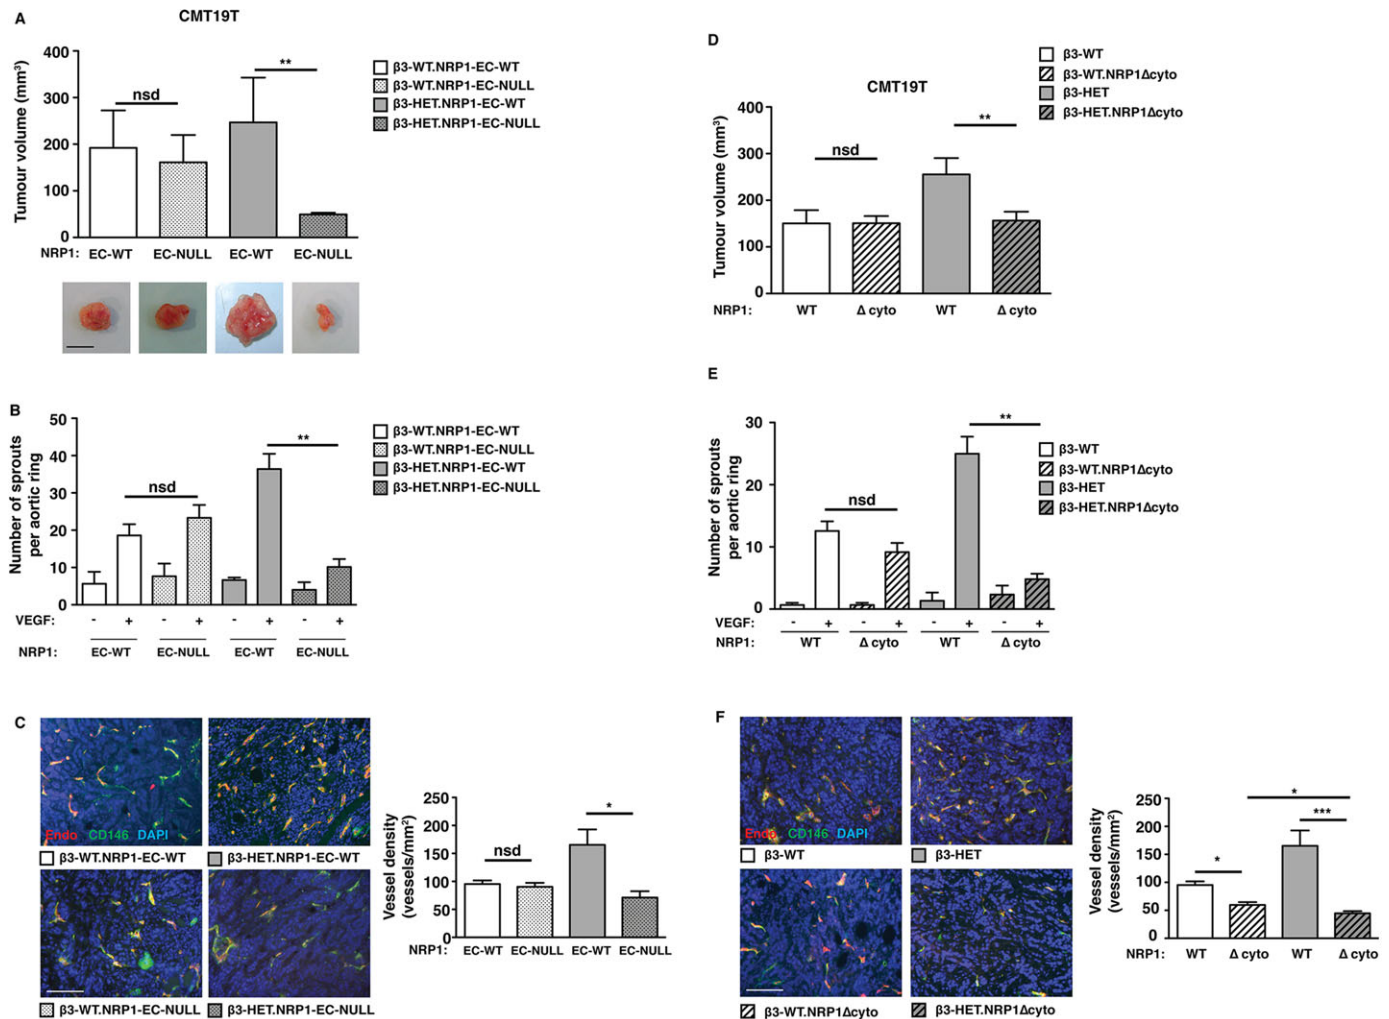 A
CMT19T
Tumour volume (mm³)
400
300
200
100
0
nsd
**
β3-WT.NRP1-EC-WT
β3-WT.NRP1-EC-NULL
β3-HET.NRP1-EC-WT
β3-HET.NRP1-EC-NULL
NRP1: EC-WT EC-NULL EC-WT EC-NULL
B
Number of sprouts
per aortic ring
50
40
30
20
10
0
nsd
**
β3-WT.NRP1-EC-WT
β3-WT.NRP1-EC-NULL
β3-HET.NRP1-EC-WT
β3-HET.NRP1-EC-NULL
VEGF: - + - + - + - +
NRP1: EC-WT EC-NULL EC-WT EC-NULL
C
Endo CD146 DAPI
β3-WT.NRP1-EC-WT
β3-HET.NRP1-EC-WT
β3-WT.NRP1-EC-NULL
β3-HET.NRP1-EC-NULL
Vessel density
(vessels/mm²)
250
200
150
100
50
0
nsd
*
NRP1: EC-WT EC-NULL EC-WT EC-NULL
D
CMT19T
Tumour volume (mm³)
400
300
200
100
0
nsd
**
β3-WT
β3-WT.NRP1Δcyto
β3-HET
β3-HET.NRP1Δcyto
NRP1: WT Δ cyto WT Δ cyto
E
Number of sprouts
per aortic ring
30
20
10
0
nsd
**
β3-WT
β3-WT.NRP1Δcyto
β3-HET
β3-HET.NRP1Δcyto
VEGF: - + - + - + - +
NRP1: WT Δ cyto WT Δ cyto
F
Endo CD146 DAPI
β3-WT
β3-HET
β3-WT.NRP1Δcyto
β3-HET.NRP1Δcyto
Vessel density
(vessels/mm²)
250
200
150
100
50
0
*
*
***
NRP1: WT Δ cyto WT Δ cyto